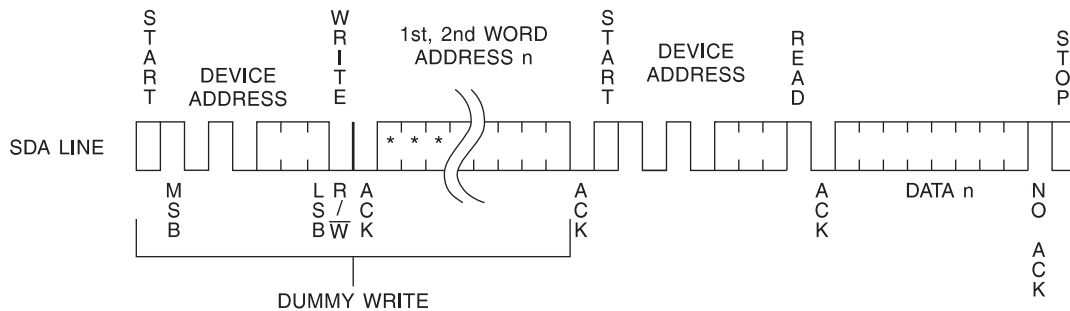 START
WRITE
1st, 2nd WORD
ADDRESS n
START
READ
STOP
DEVICE
ADDRESS
DEVICE
ADDRESS
SDA LINE
* * *
MSB
LSB
R/W
ACK
ACK
ACK
DATA n
NO ACK
DUMMY WRITE